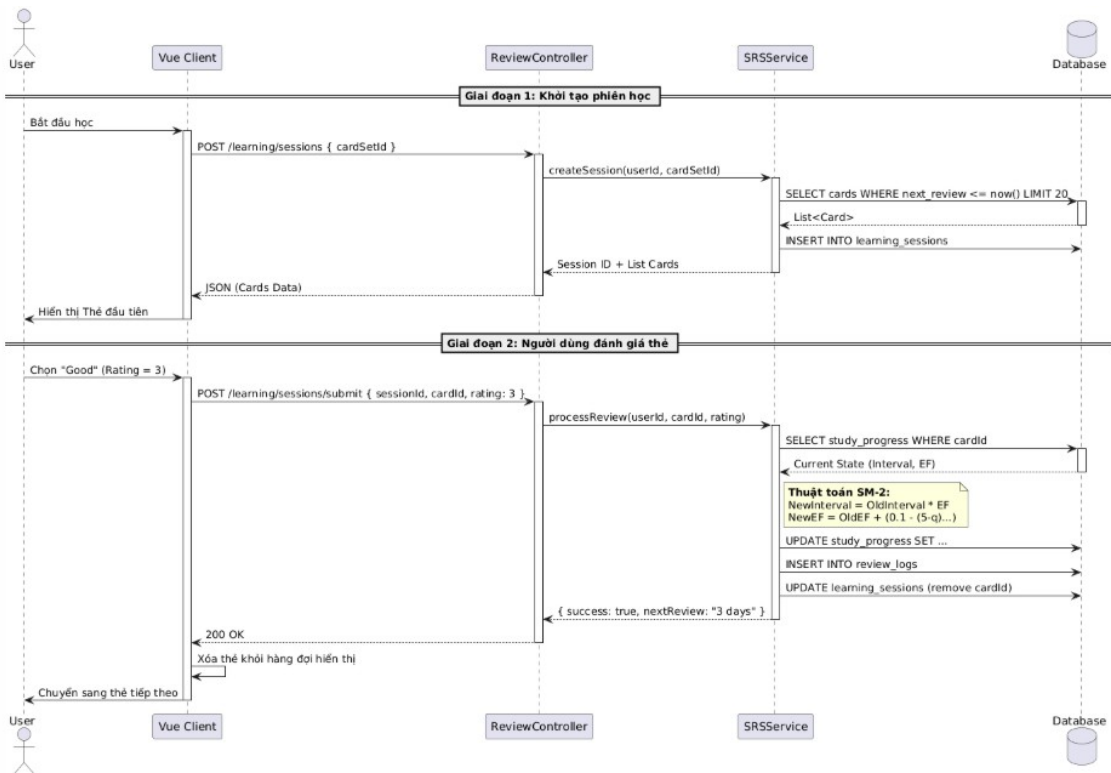 User
Vue Client
ReviewController
SRSService
Database
Giai đoạn 1: Khởi tạo phiên học
Bắt đầu học
POST /learning/sessions { cardSetId }
createSession(userId, cardSetId)
SELECT cards WHERE next_review <= now() LIMIT 20
List<Card>
INSERT INTO learning_sessions
Session ID + List Cards
JSON (Cards Data)
Hiển thị Thẻ đầu tiên
Giai đoạn 2: Người dùng đánh giá thẻ
Chọn "Good" (Rating = 3)
POST /learning/sessions/submit { sessionId, cardId, rating: 3 }
processReview(userId, cardId, rating)
SELECT study_progress WHERE cardId
Current State (Interval, EF)
Thuật toán SM-2:
NewInterval = OldInterval * EF
NewEF = OldEF + (0.1 - (5-q)...)
UPDATE study_progress SET ...
INSERT INTO review_logs
UPDATE learning_sessions (remove cardId)
{ success: true, nextReview: "3 days" }
200 OK
Xóa thẻ khỏi hàng đợi hiển thị
Chuyển sang thẻ tiếp theo
User
Vue Client
ReviewController
SRSService
Database